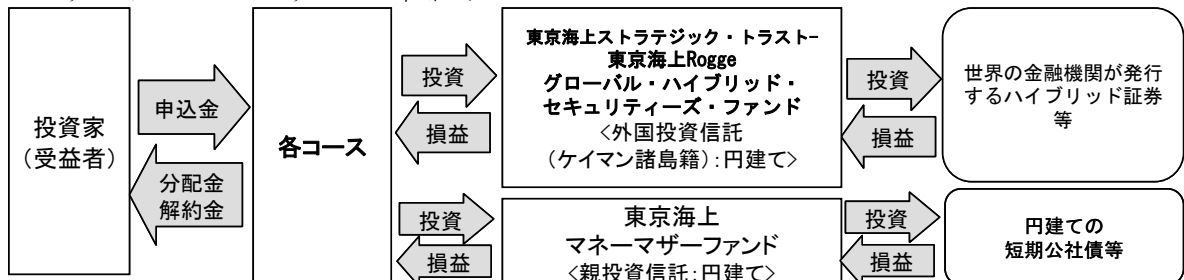 投資家
（受益者）
申込金
分配金
解約金
各コース
投資
損益
東京海上ストラテジック・トラスト-
東京海上Rogge
グローバル・ハイブリッド・
セキュリティーズ・ファンド
<外国投資信託
（ケイマン諸島籍）:円建て>
投資
損益
世界の金融機関が発行
するハイブリッド証券
等
投資
損益
東京海上
マネーマザーファンド
<親投資信託:円建て>
投資
損益
円建ての
短期公社債等